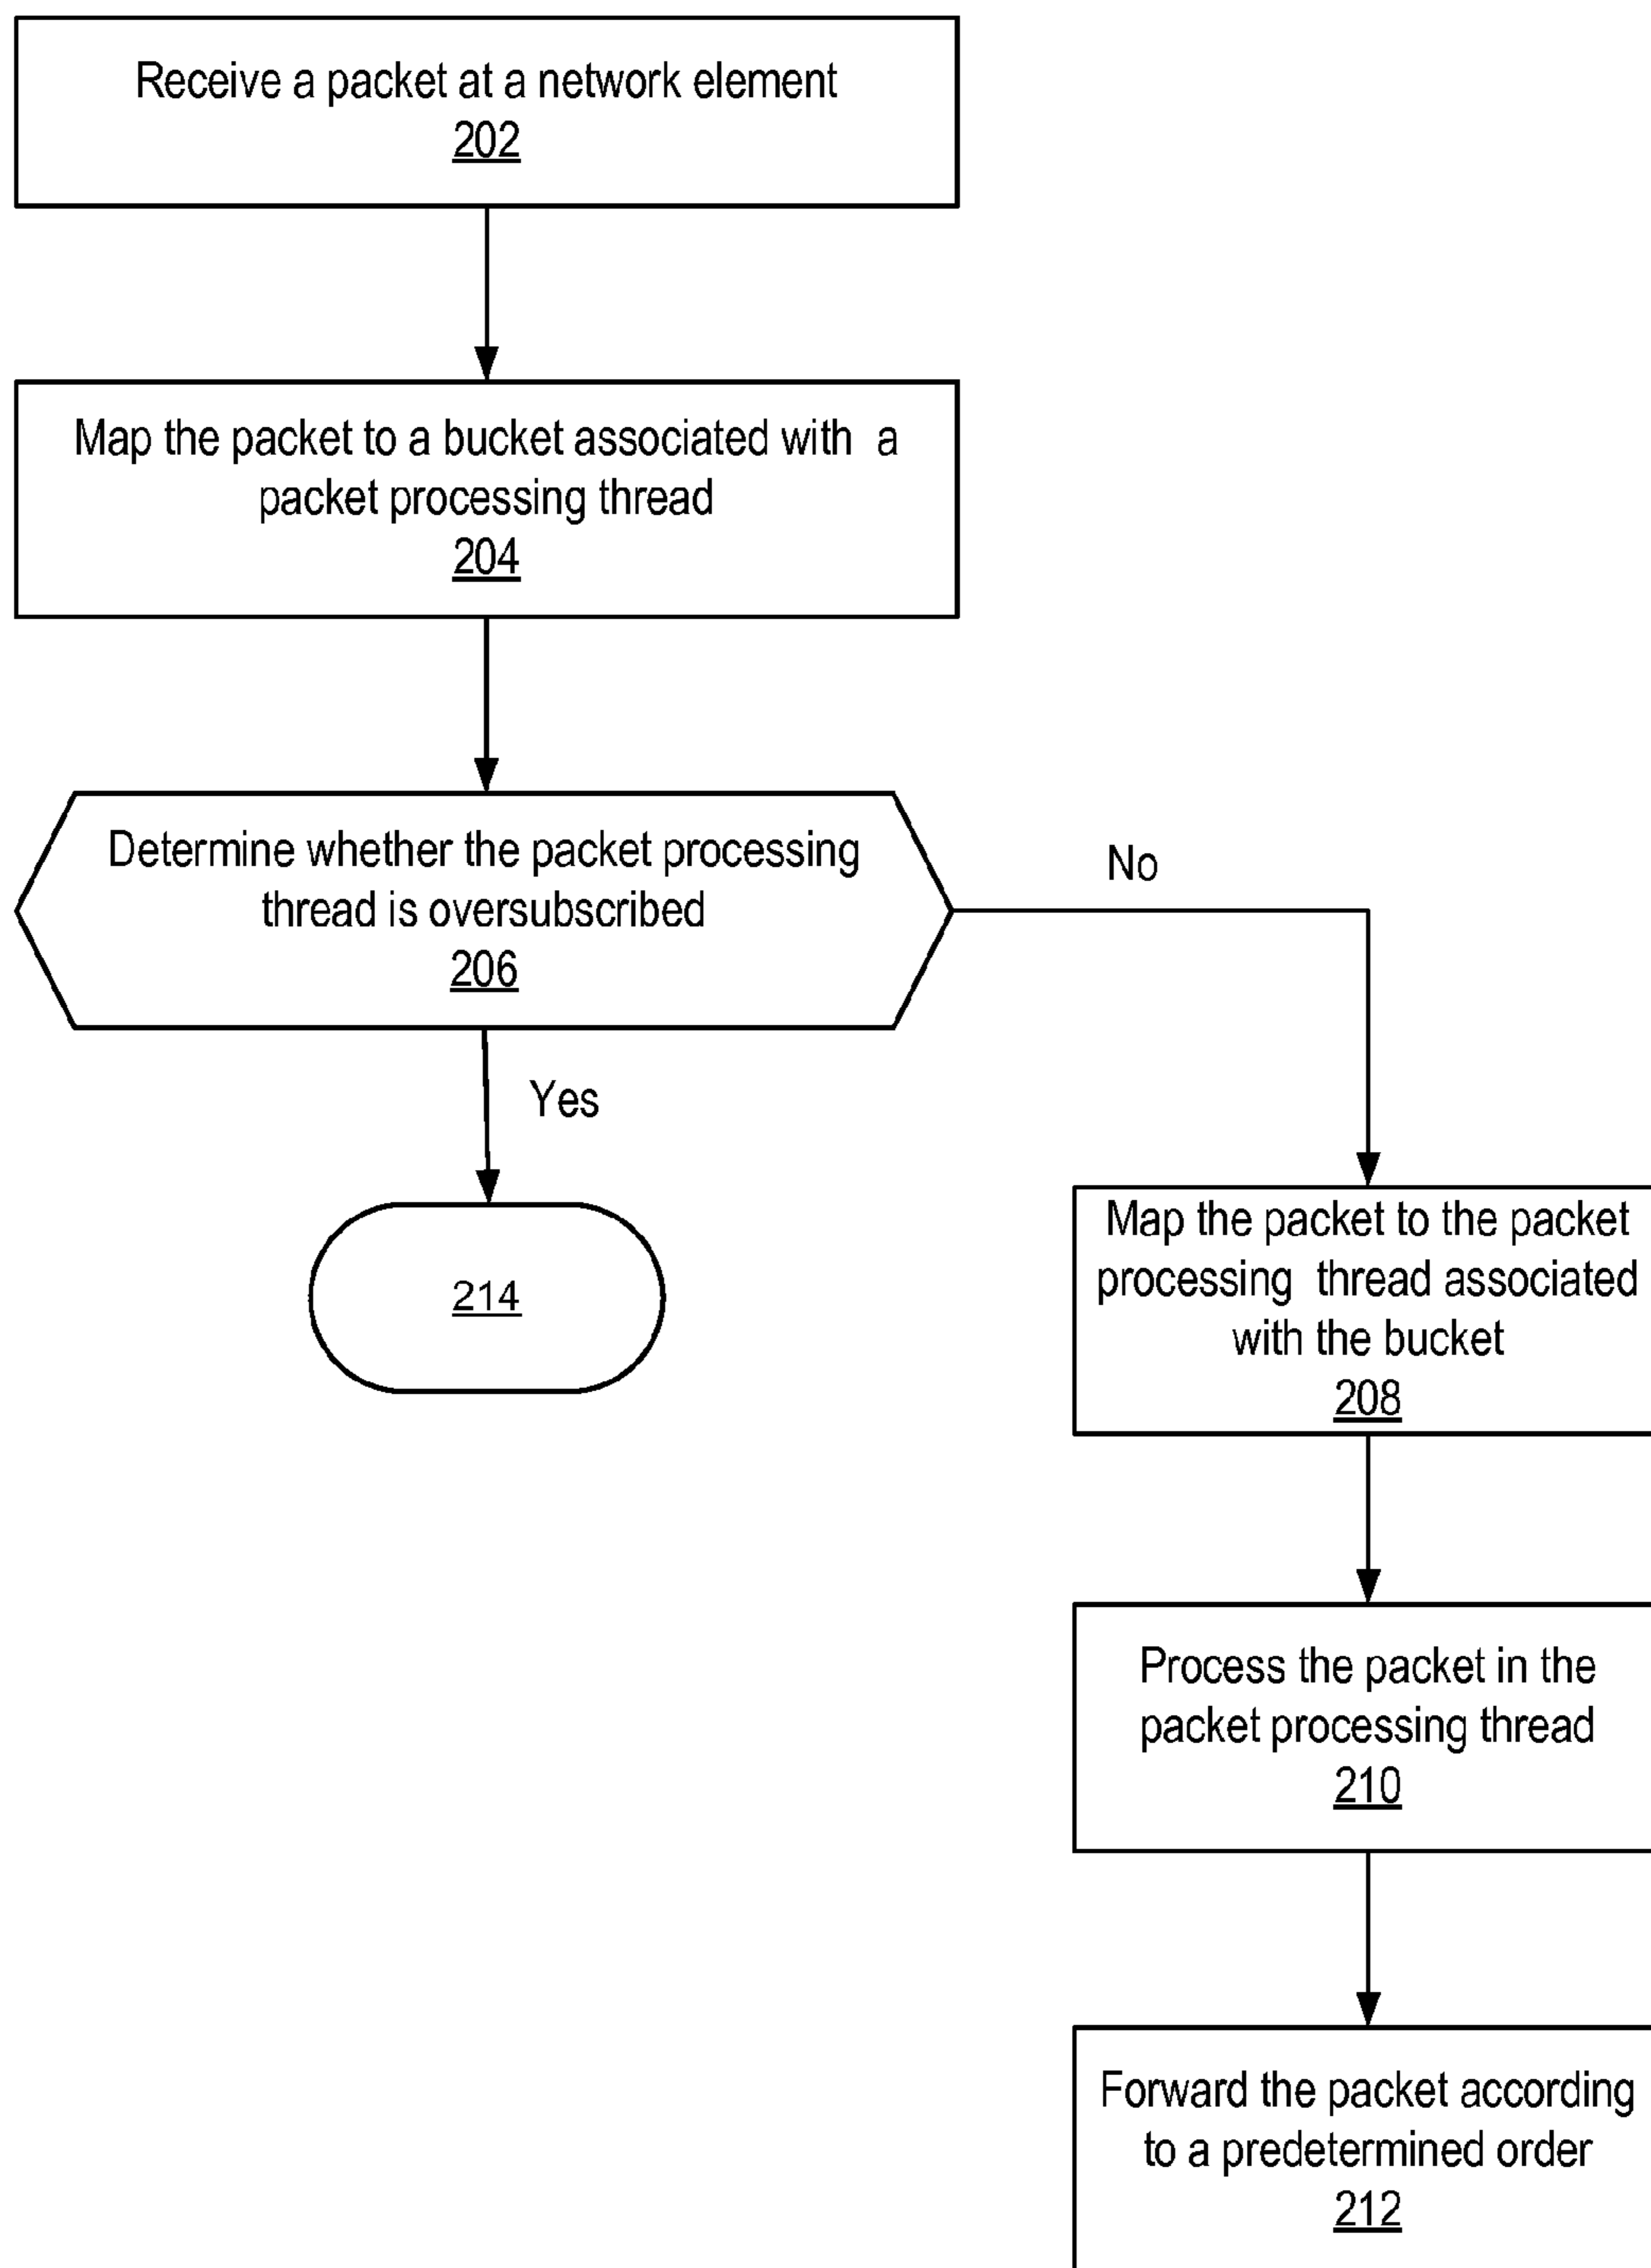 Receive a packet at a network element
202
Map the packet to a bucket associated with a
packet processing thread
204
Determine whether the packet processing
thread is oversubscribed
206
No
Yes
214
Map the packet to the packet
processing thread associated
with the bucket
208
Process the packet in the
packet processing thread
210
Forward the packet according
to a predetermined order
212